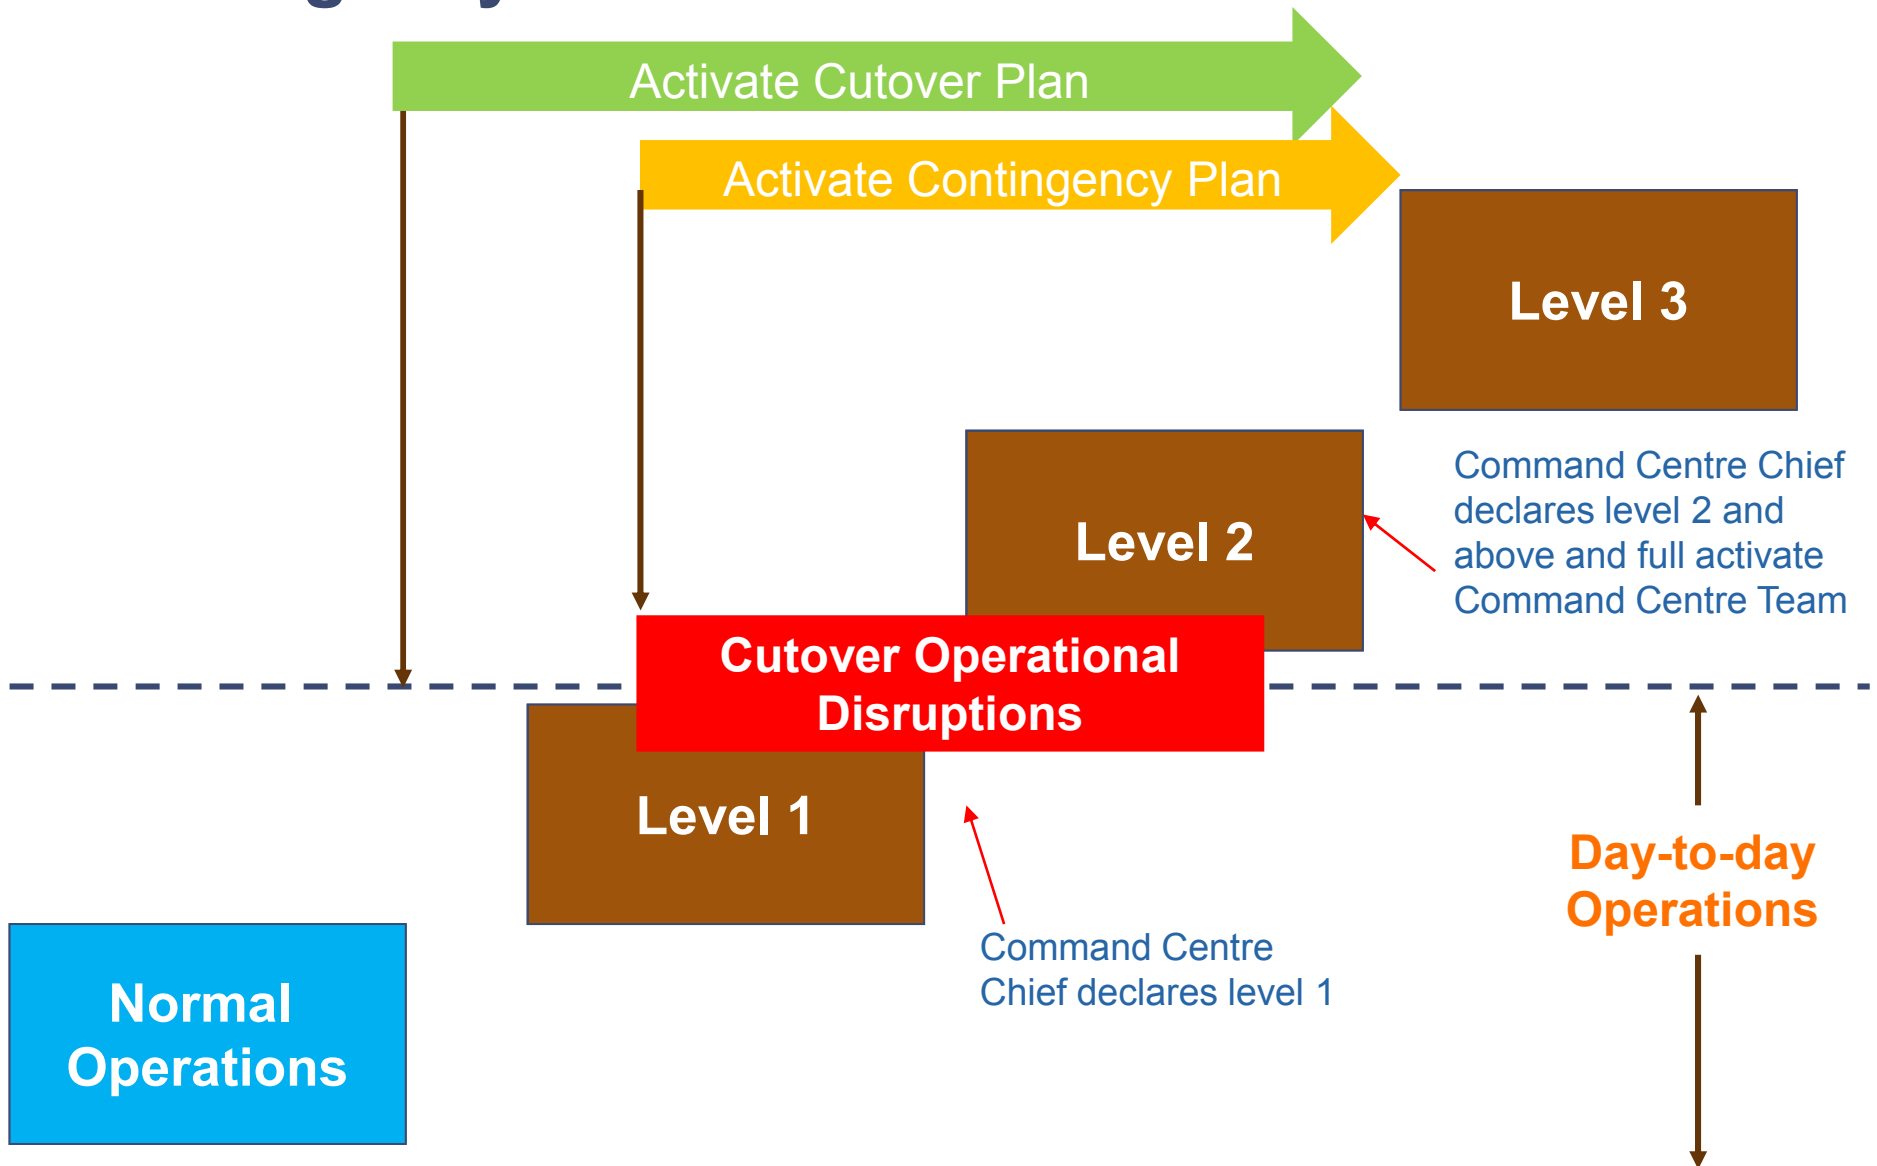 Activate Cutover Plan
Activate Contingency Plan
Level 3
Command Centre Chief
declares level 2 and
above and full activate
Command Centre Team
Level 2
Cutover Operational
Disruptions
Level 1
Day-to-day
Operations
Command Centre
Chief declares level 1
Normal
Operations